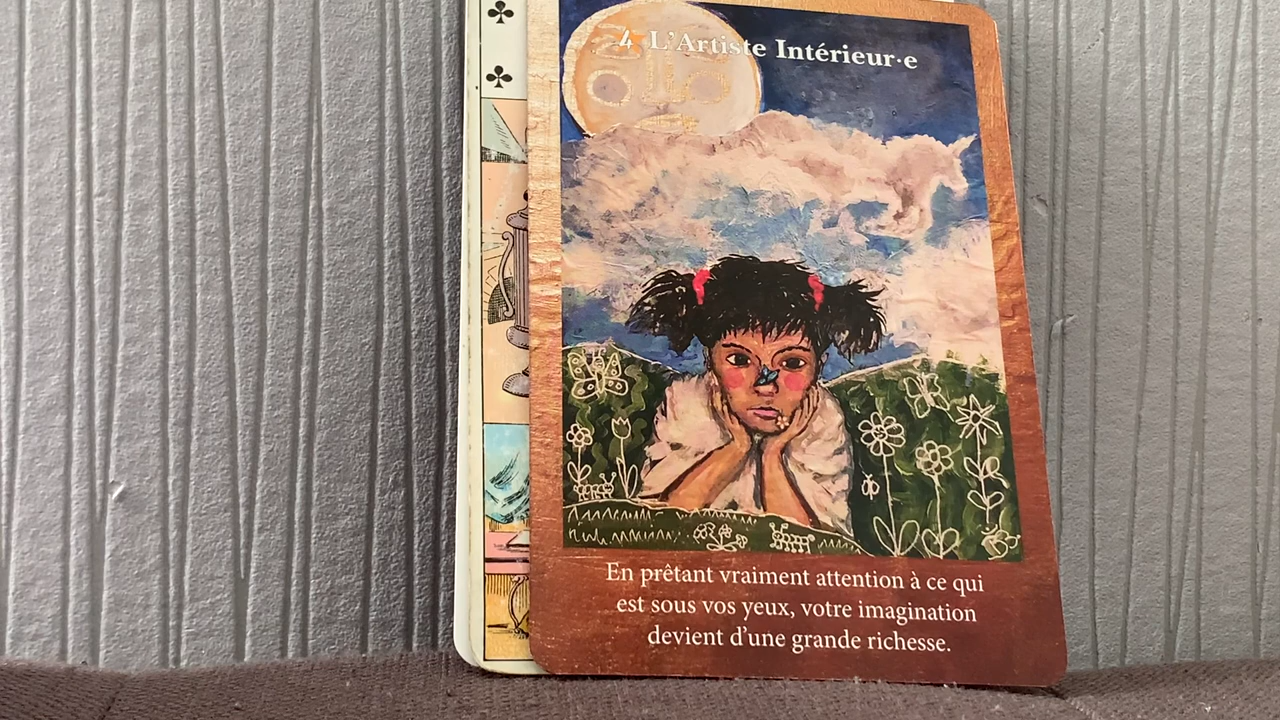 4 L'Artiste Intérieur·e
En prêtant vraiment attention à ce qui
est sous vos yeux, votre imagination
devient d'une grande richesse.